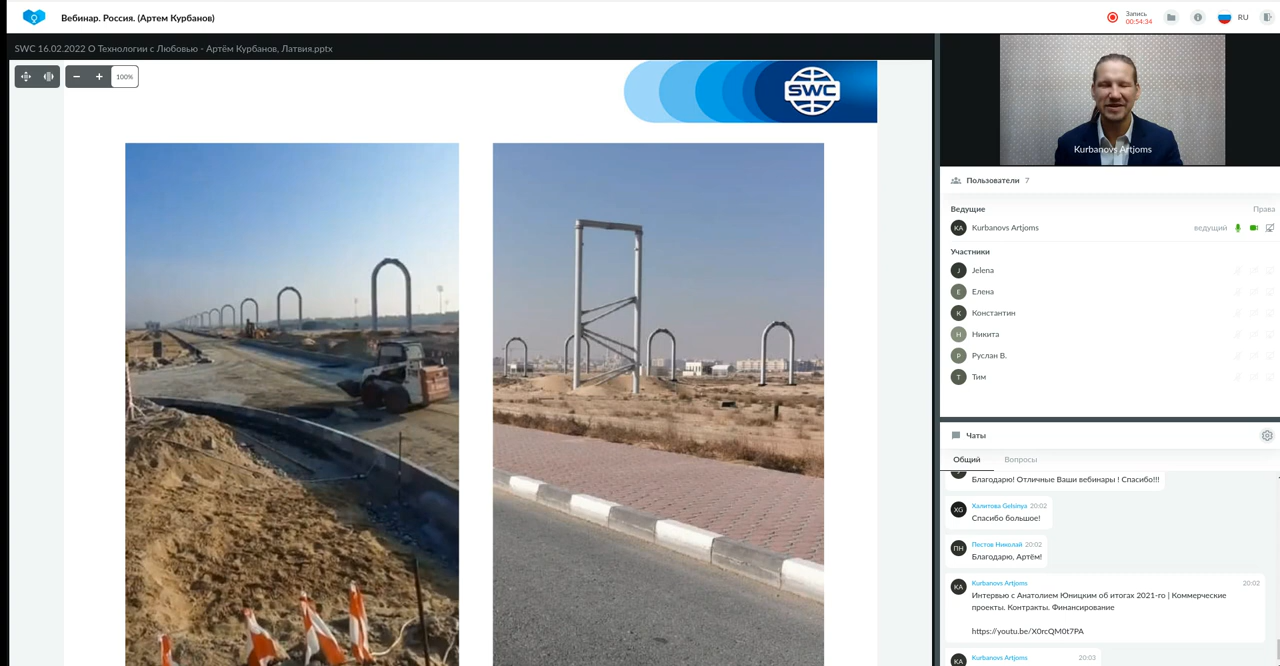 Вебинар. Россия. (Артем Курбанов)
Запись
00:54:34
RU
SWC 16.02.2022 О Технологии с Любовью - Артём Курбанов, Латвия.pptx
100%
SWC
Kurbanovs Artjoms
Пользователи 7
Ведущие Права
KA Kurbanovs Artjoms ведущий
Участники
J Jelena
Е Елена
К Константин
Н Никита
Р Руслан В.
Т Тим
Чаты
Общий Вопросы
Благодарю! Отличные Ваши вебинары ! Спасибо!!!
XG Халитова Gelsinya 20:02
Спасибо большое!
ПН Пестов Николай 20:02
Благодарю, Артём!
KA Kurbanovs Artjoms 20:02
Интервью с Анатолием Юницким об итогах 2021-го | Коммерческие
проекты. Контракты. Финансирование
https://youtu.be/X0rcQM0t7PA
KA Kurbanovs Artjoms 20:03